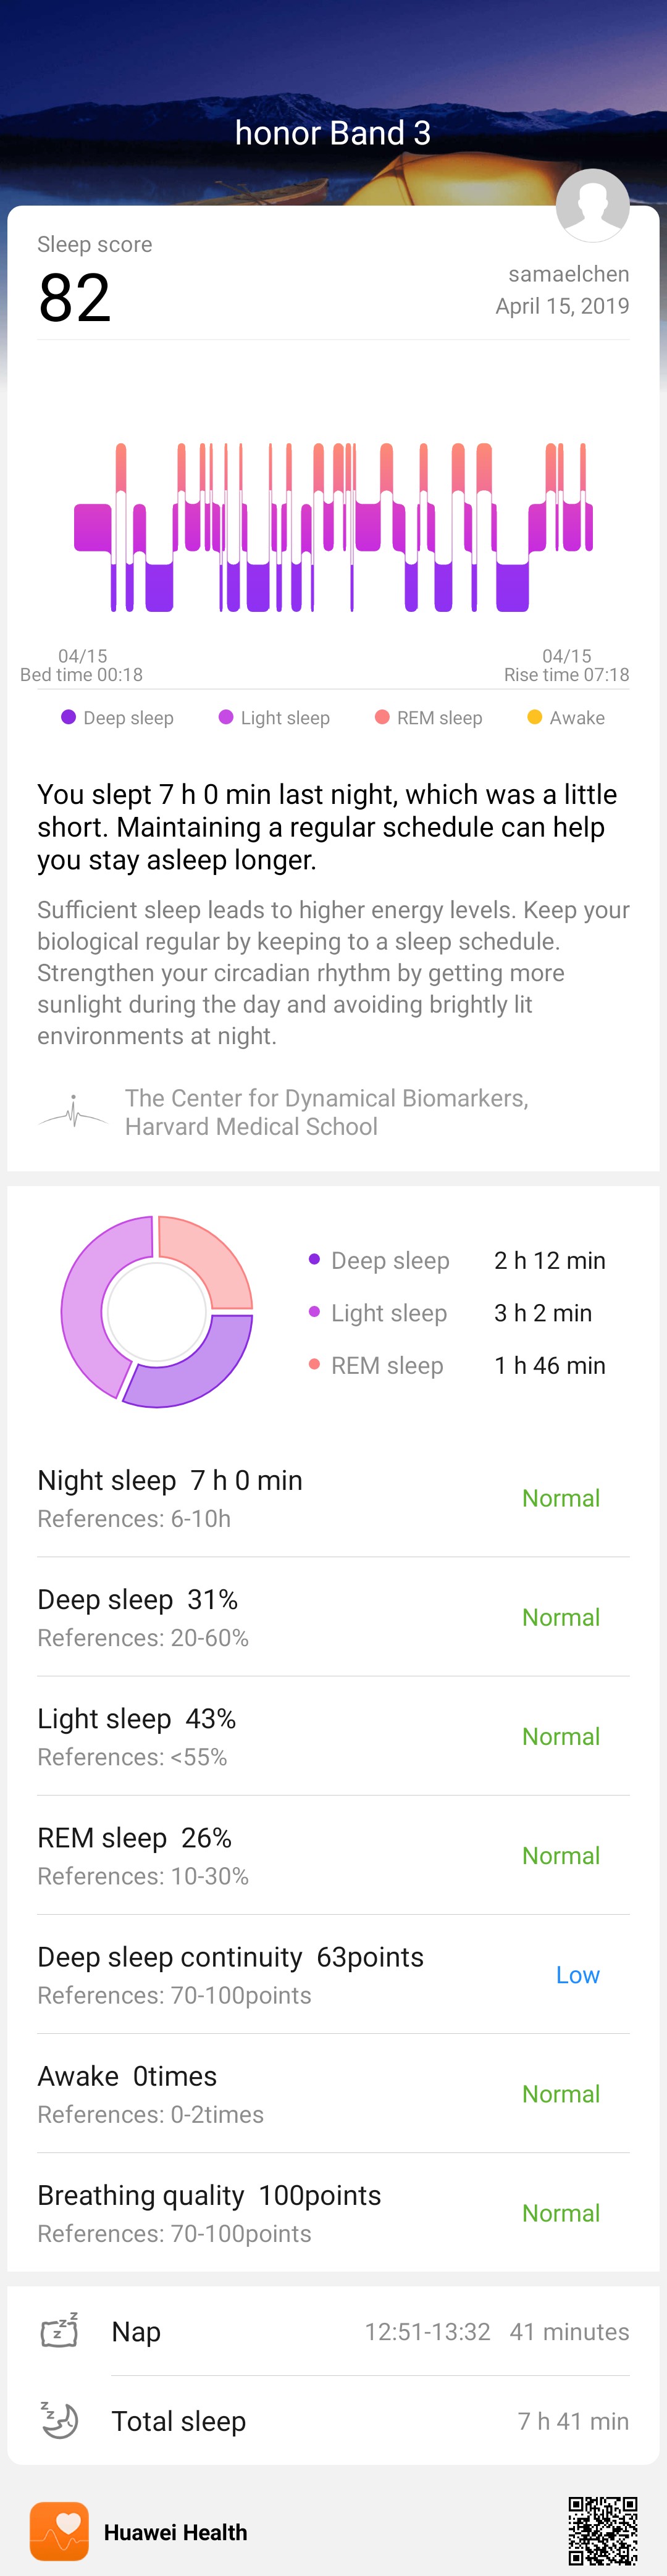 honor Band 3
Sleep score
82
samaelchen
April 15, 2019
04/15
Bed time 00:18
04/15
Rise time 07:18
Deep sleep
Light sleep
REM sleep
Awake
You slept 7 h 0 min last night, which was a little
short. Maintaining a regular schedule can help
you stay asleep longer.
Sufficient sleep leads to higher energy levels. Keep your
biological regular by keeping to a sleep schedule.
Strengthen your circadian rhythm by getting more
sunlight during the day and avoiding brightly lit
environments at night.
The Center for Dynamical Biomarkers,
Harvard Medical School
Deep sleep 2 h 12 min
Light sleep 3 h 2 min
REM sleep 1 h 46 min
Night sleep 7 h 0 min
References: 6-10h
Normal
Deep sleep 31%
References: 20-60%
Normal
Light sleep 43%
References: <55%
Normal
REM sleep 26%
References: 10-30%
Normal
Deep sleep continuity 63points
References: 70-100points
Low
Awake 0times
References: 0-2times
Normal
Breathing quality 100points
References: 70-100points
Normal
Nap 12:51-13:32 41 minutes
Total sleep 7 h 41 min
Huawei Health